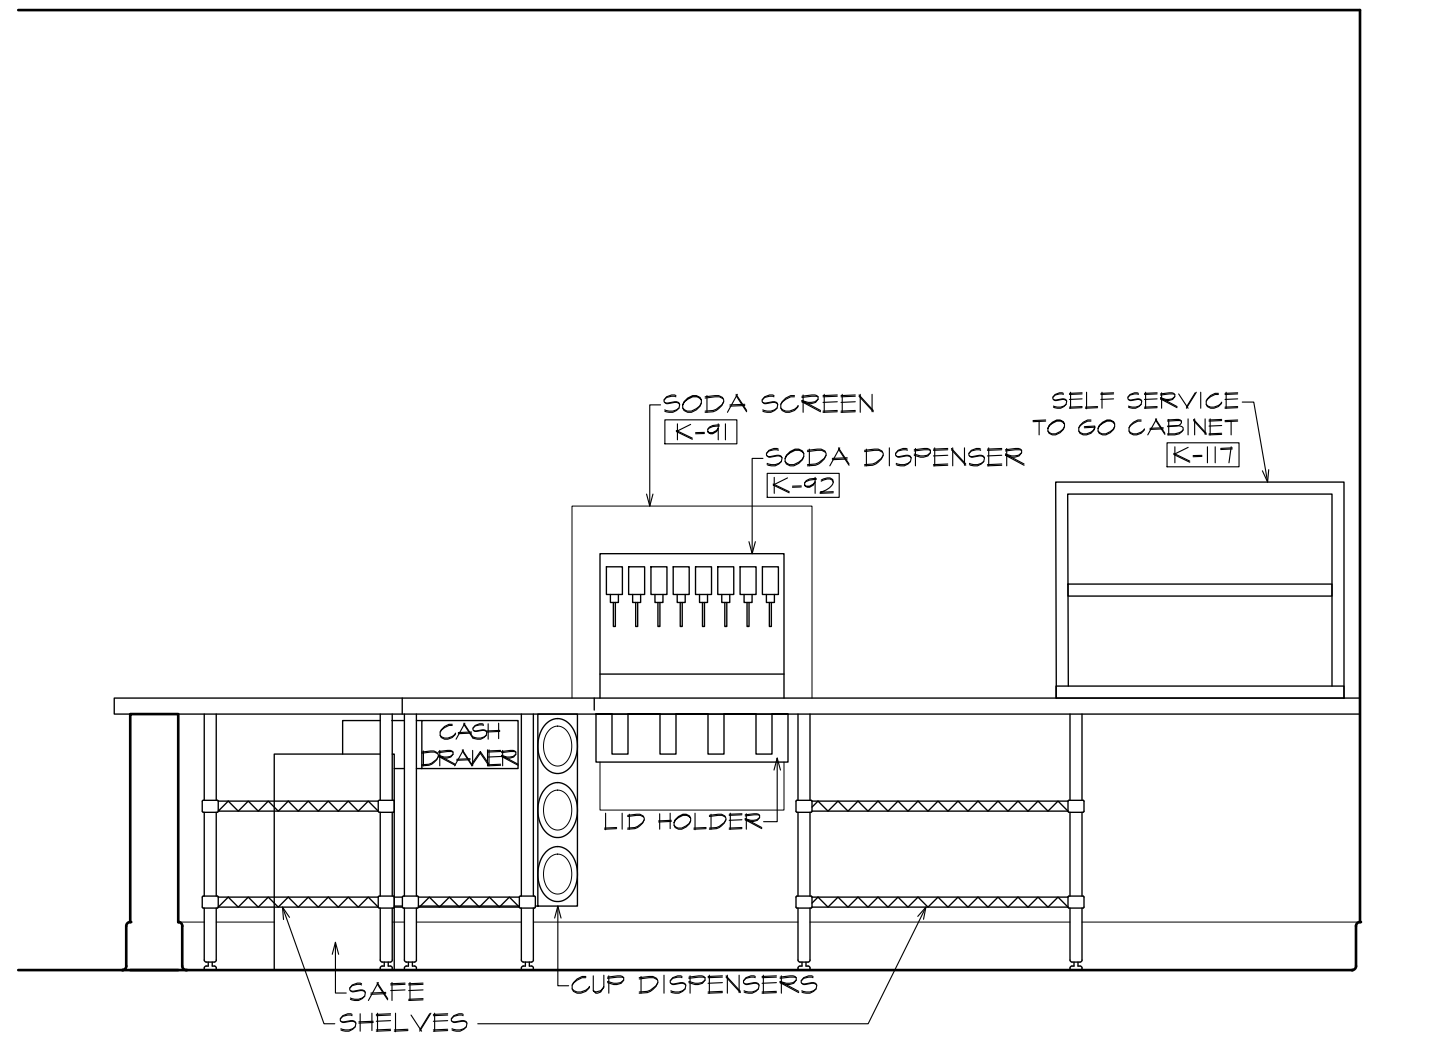 SODA SCREEN
K-91
SODA DISPENSER
K-92
SELF SERVICE
TO GO CABINET
K-117
CASH
DRAWER
LID HOLDER
CUP DISPENSERS
SAFE
SHELVES